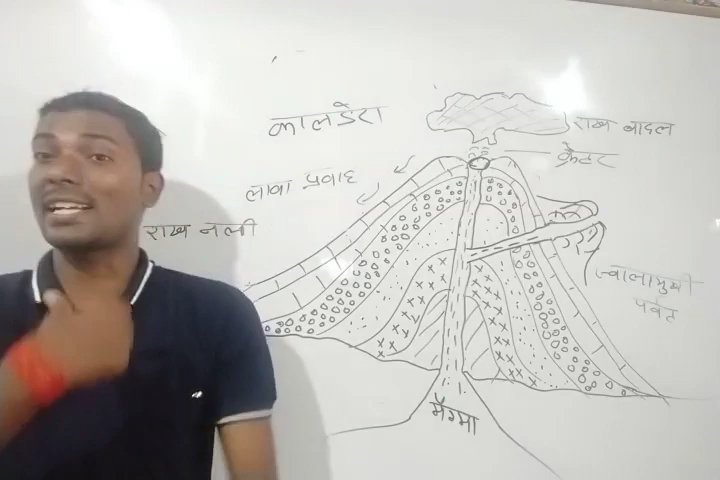 कालडेरा
राख बादल
क्रेटर
लावा प्रवाह
राख नली
ज्वालामुखी
पर्वत
मैग्मा